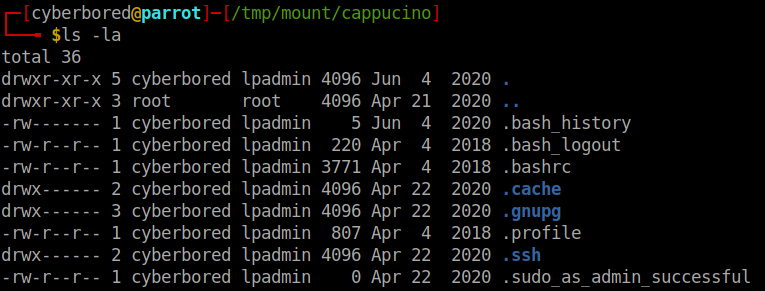 ┌─[cyberbored@parrot]─[/tmp/mount/cappucino]
└──╼ $ls -la
total 36
drwxr-xr-x 5 cyberbored lpadmin 4096 Jun  4  2020 .
drwxr-xr-x 3 root       root    4096 Apr 21  2020 ..
-rw------- 1 cyberbored lpadmin    5 Jun  4  2020 .bash_history
-rw-r--r-- 1 cyberbored lpadmin  220 Apr  4  2018 .bash_logout
-rw-r--r-- 1 cyberbored lpadmin 3771 Apr  4  2018 .bashrc
drwx------ 2 cyberbored lpadmin 4096 Apr 22  2020 .cache
drwx------ 3 cyberbored lpadmin 4096 Apr 22  2020 .gnupg
-rw-r--r-- 1 cyberbored lpadmin  807 Apr  4  2018 .profile
drwx------ 2 cyberbored lpadmin 4096 Apr 22  2020 .ssh
-rw-r--r-- 1 cyberbored lpadmin    0 Apr 22  2020 .sudo_as_admin_successful